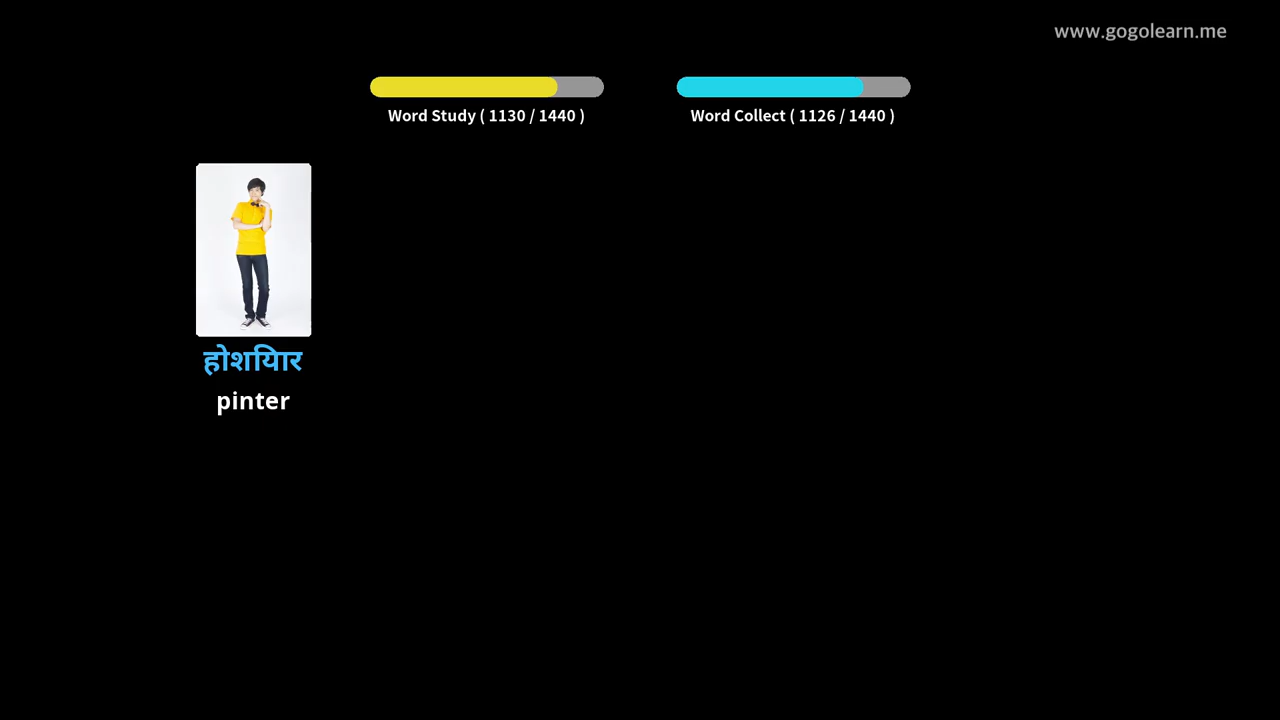 www.gogolearn.me
Word Study ( 1130 / 1440 )
Word Collect ( 1126 / 1440 )
होशियार
pinter